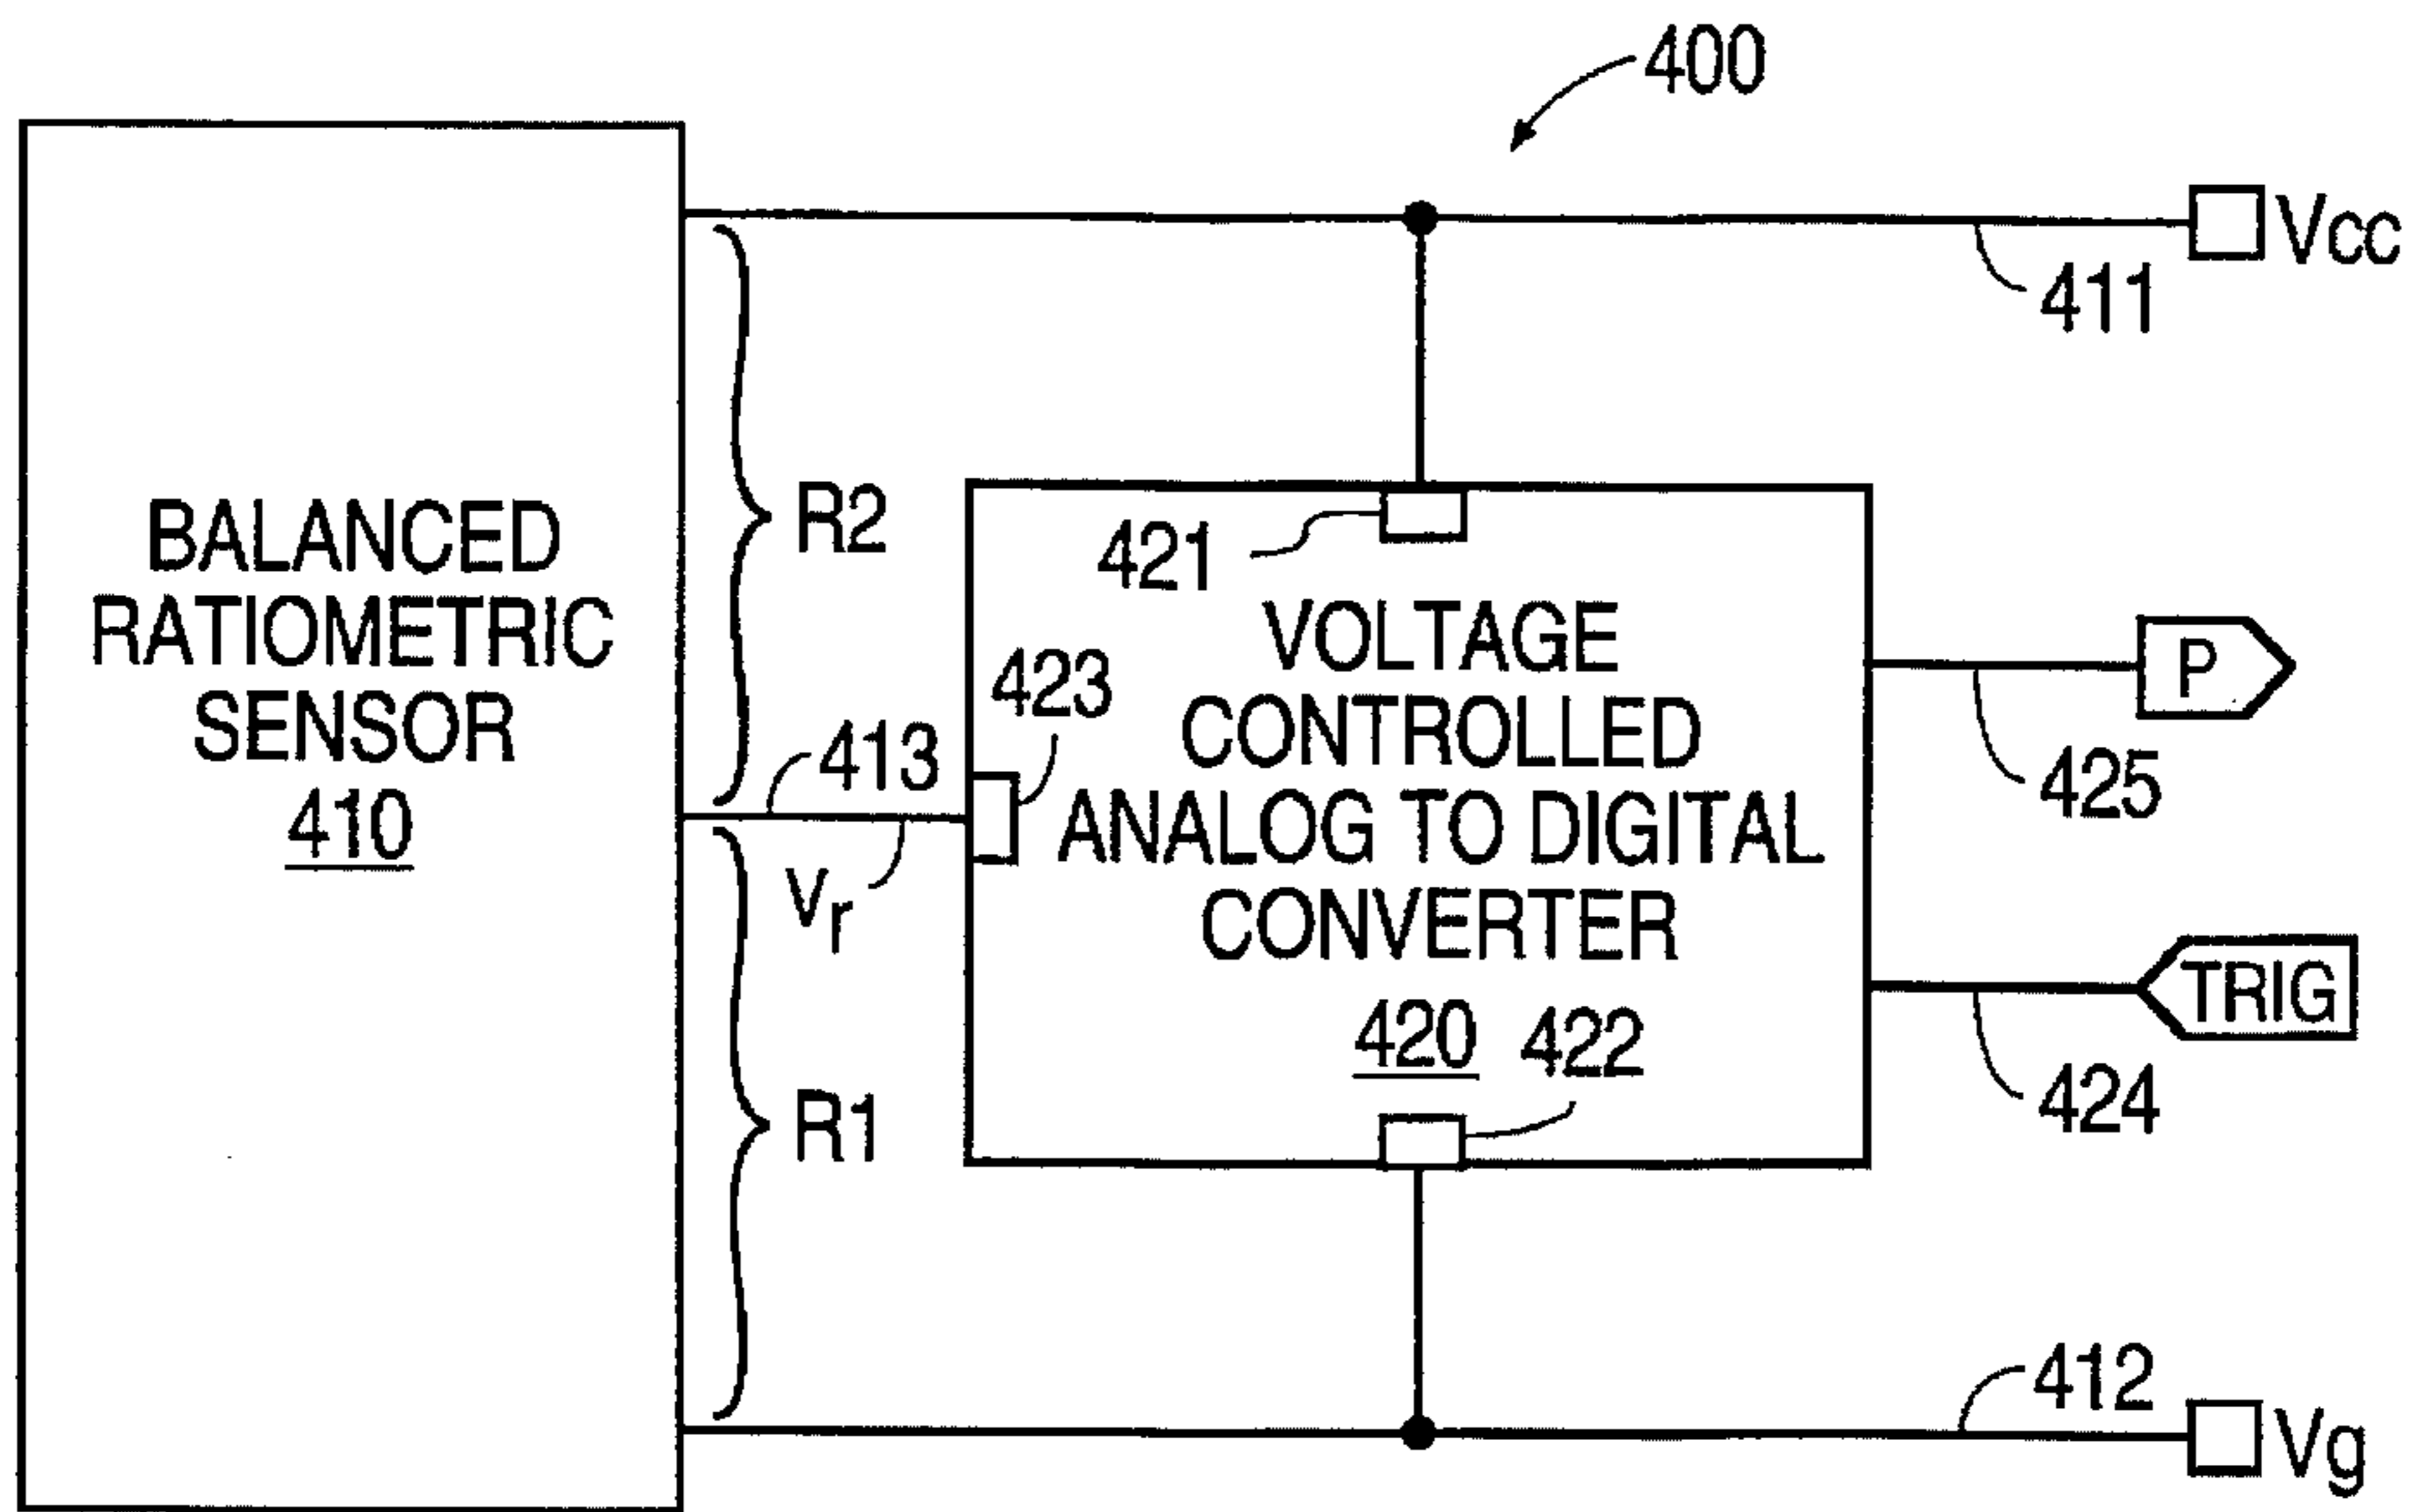 400
Vcc
411
R2
BALANCED
RATIOMETRIC
SENSOR
410
421
VOLTAGE
CONTROLLED
ANALOG TO DIGITAL
CONVERTER
420
423
413
Vr
422
P
425
TRIG
424
R1
412
Vg